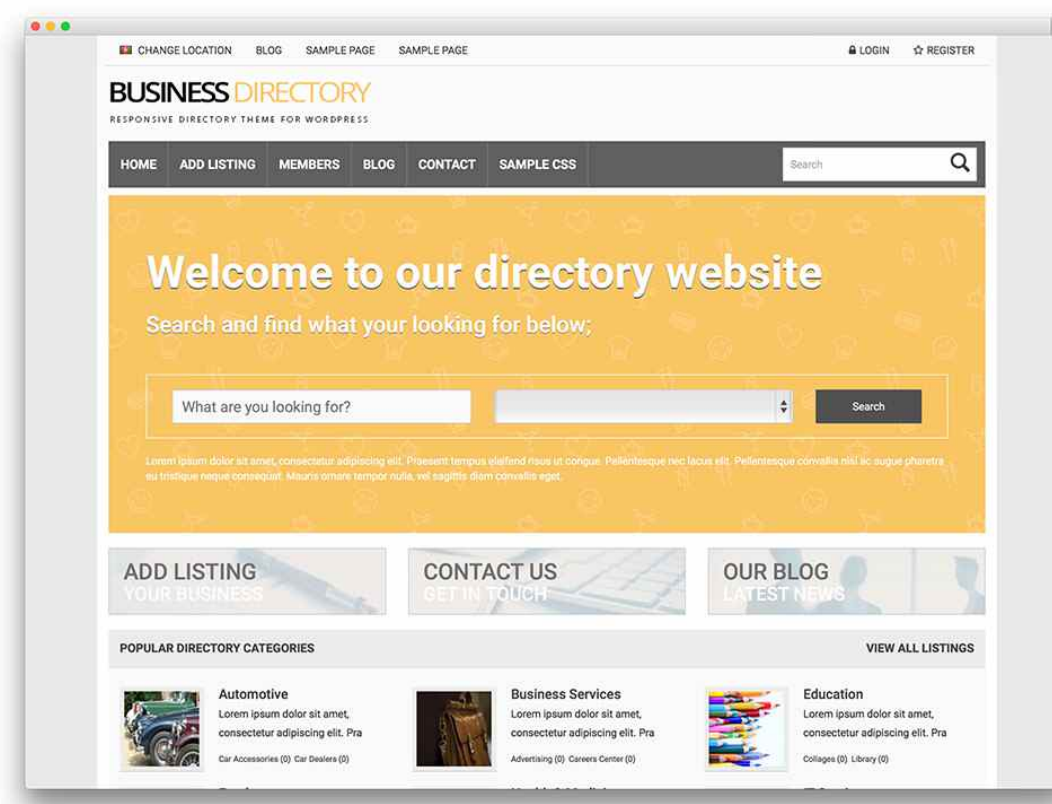 CHANGE LOCATION BLOG SAMPLE PAGE SAMPLE PAGE LOGIN REGISTER
BUSINESS DIRECTORY
RESPONSIVE DIRECTORY THEME FOR WORDPRESS
HOME ADD LISTING MEMBERS BLOG CONTACT SAMPLE CSS Search
Welcome to our directory website
Search and find what your looking for below;
What are you looking for? Search
Lorem ipsum dolor sit amet, consectetur adipiscing elit. Praesent tempus eleifend risus ut congue. Pellentesque nec lacus elit. Pellentesque convallis nisi ac augue pharetra
eu tristique neque consequat. Mauris ornare tempor nulla, vel sagittis diam convallis eget.
ADD LISTING CONTACT US OUR BLOG
YOUR BUSINESS GET IN TOUCH LATEST NEWS
POPULAR DIRECTORY CATEGORIES VIEW ALL LISTINGS
Automotive Business Services Education
Lorem ipsum dolor sit amet, Lorem ipsum dolor sit amet, Lorem ipsum dolor sit amet,
consectetur adipiscing elit. Pra consectetur adipiscing elit. Pra consectetur adipiscing elit. Pra
Car Accessories (0) Car Dealers (0) Advertising (0) Careers Center (0) Collages (0) Library (0)